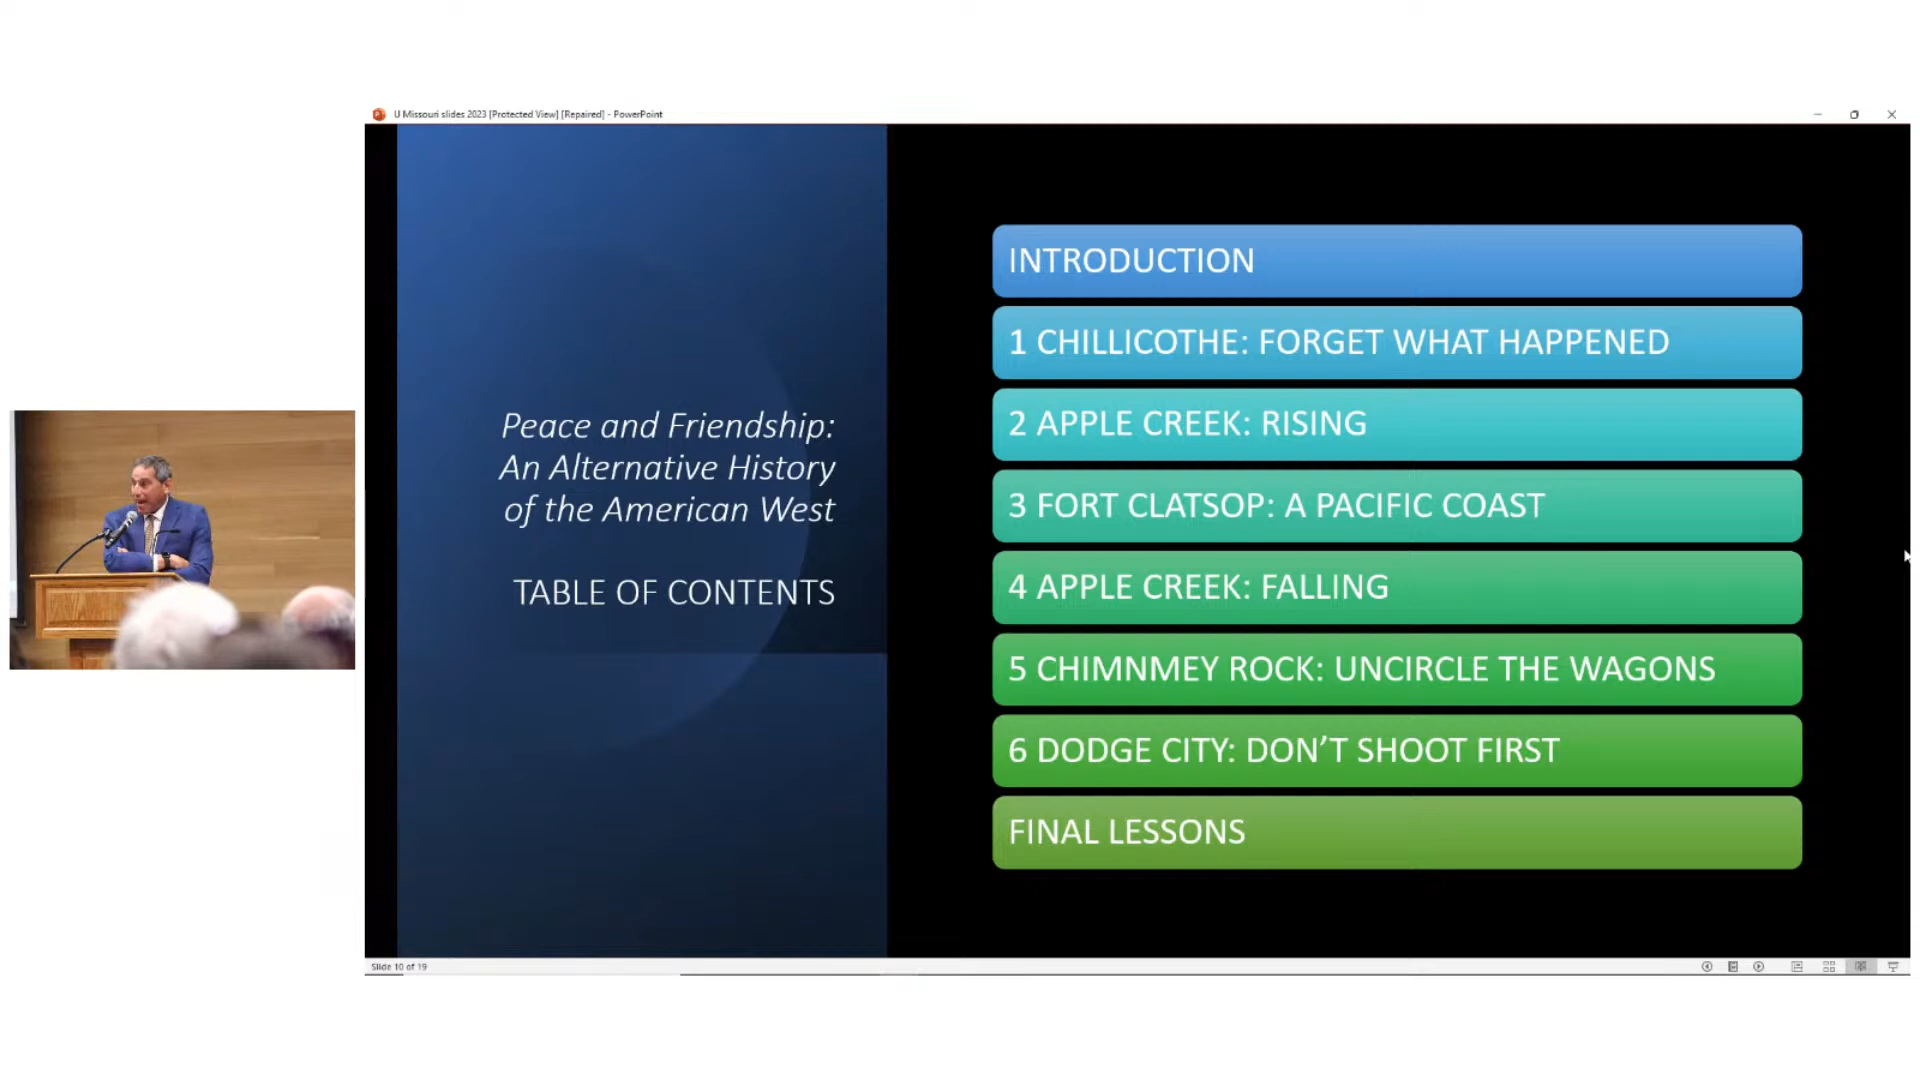 U Missouri slides 2023 [Protected View] [Repaired] - PowerPoint
Peace and Friendship:
An Alternative History
of the American West
TABLE OF CONTENTS
INTRODUCTION
1 CHILLICOTHE: FORGET WHAT HAPPENED
2 APPLE CREEK: RISING
3 FORT CLATSOP: A PACIFIC COAST
4 APPLE CREEK: FALLING
5 CHIMNMEY ROCK: UNCIRCLE THE WAGONS
6 DODGE CITY: DON’T SHOOT FIRST
FINAL LESSONS
Slide 10 of 19